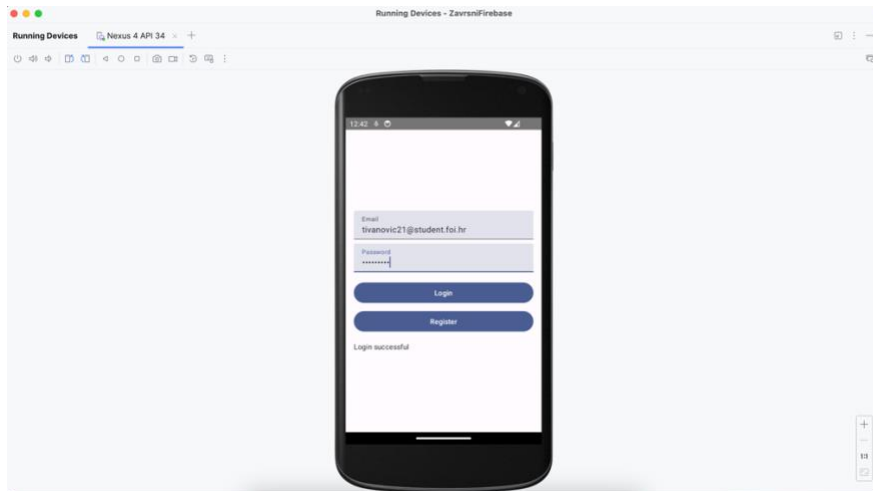 Running Devices - ZavrsniFirebase
Running Devices
Nexus 4 API 34
12:42
Email
tivanovic21@student.foi.hr
Password
Login
Register
Login successful
1:1